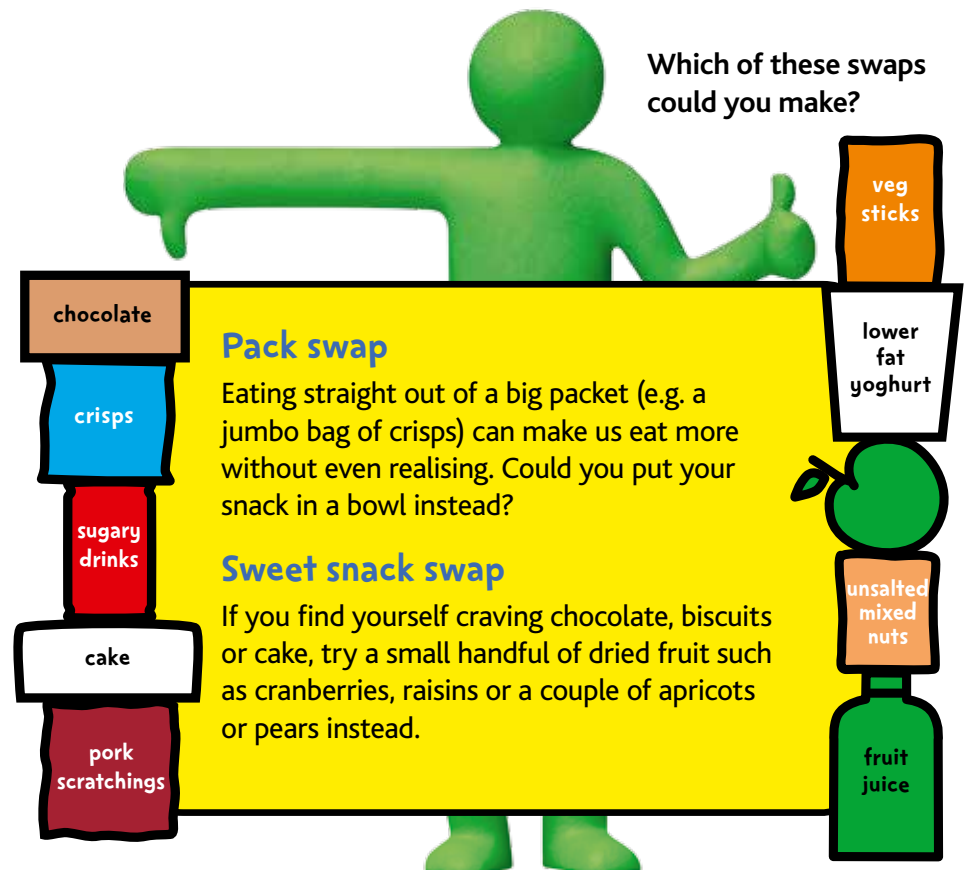 Which of these swaps
could you make?
chocolate
crisps
sugary
drinks
cake
pork
scratchings
Pack swap
Eating straight out of a big packet (e.g. a
jumbo bag of crisps) can make us eat more
without even realising. Could you put your
snack in a bowl instead?
Sweet snack swap
If you find yourself craving chocolate, biscuits
or cake, try a small handful of dried fruit such
as cranberries, raisins or a couple of apricots
or pears instead.
veg
sticks
lower
fat
yoghurt
unsalted
mixed
nuts
fruit
juice